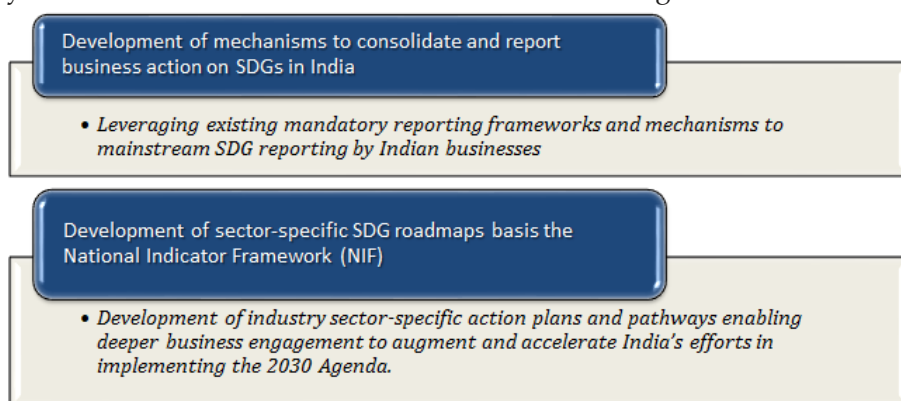 Development of mechanisms to consolidate and report
business action on SDGs in India
• Leveraging existing mandatory reporting frameworks and mechanisms to
mainstream SDG reporting by Indian businesses
Development of sector-specific SDG roadmaps basis the
National Indicator Framework (NIF)
• Development of industry sector-specific action plans and pathways enabling
deeper business engagement to augment and accelerate India's efforts in
implementing the 2030 Agenda.